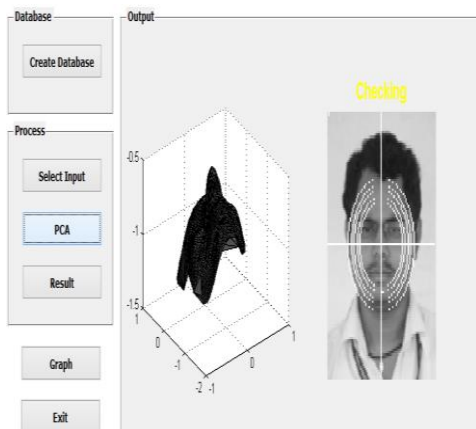 Database
Create Database
Process
Select Input
PCA
Result
Graph
Exit
Output
Checking
-0.5
-1
-1.5
1
0
-1
-2
-1
0
1